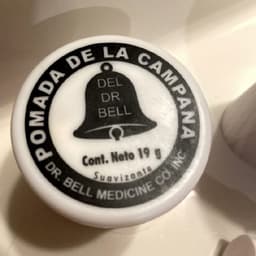 POMADA DE LA CAMPANA
DEL
DR
BELL
Cont. Neto 19 g
Suavizante
DR. BELL MEDICINE CO. INC